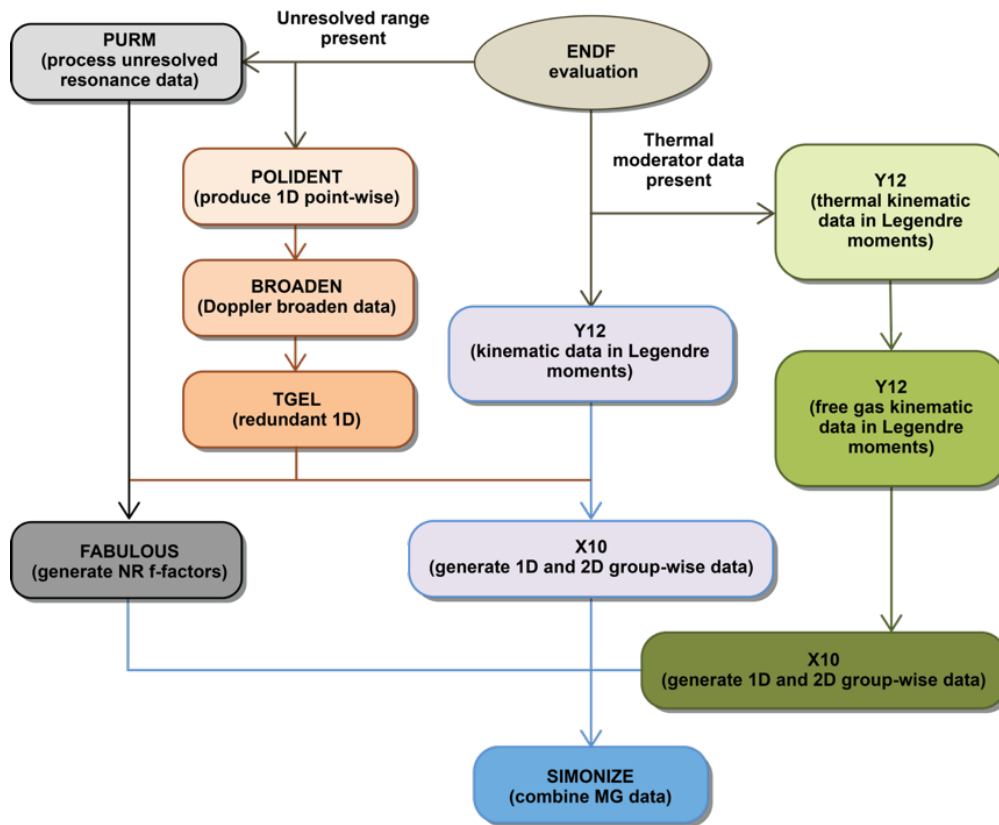 PURM
(process unresolved
resonance data)
Unresolved range
present
ENDF
evaluation
Thermal
moderator data
present
POLIDENT
(produce 1D point-wise)
Y12
(thermal kinematic
data in Legendre
moments)
BROADEN
(Doppler broaden data)
Y12
(kinematic data in Legendre
moments)
TGEL
(redundant 1D)
Y12
(free gas kinematic
data in Legendre
moments)
FABULOUS
(generate NR f-factors)
X10
(generate 1D and 2D group-wise data)
X10
(generate 1D and 2D group-wise data)
SIMONIZE
(combine MG data)